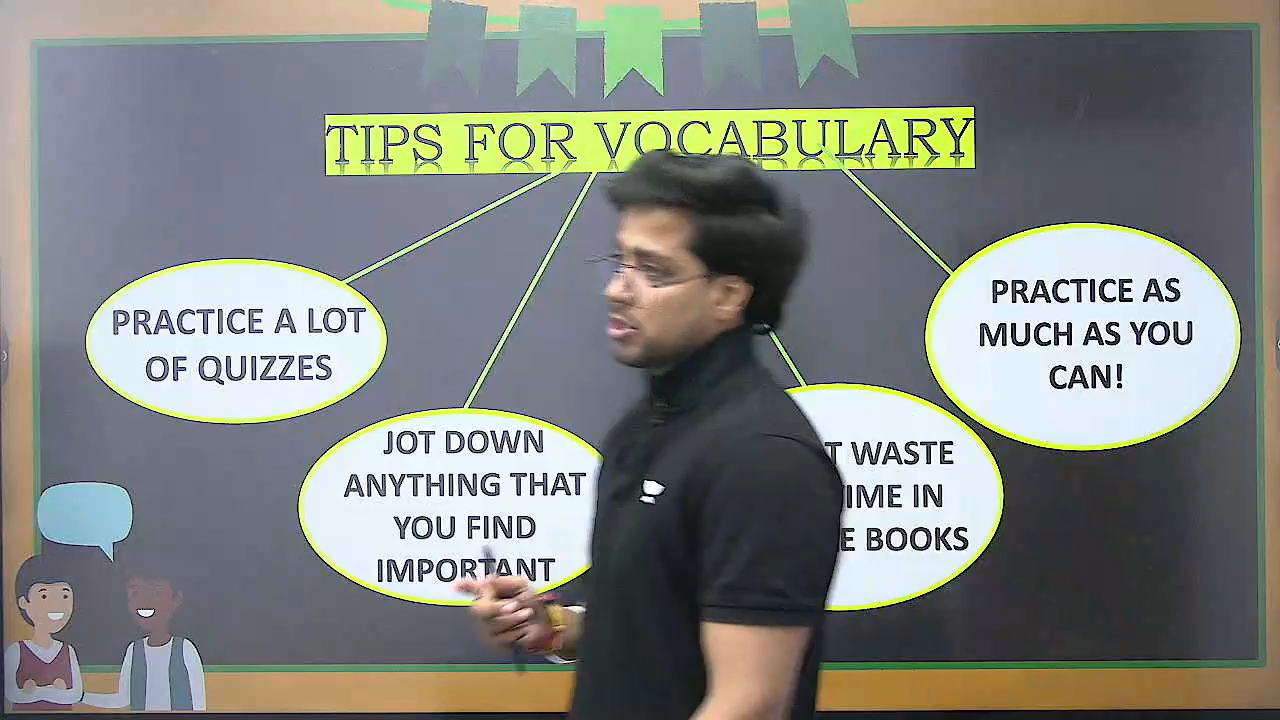 TIPS FOR VOCABULARY
PRACTICE A LOT
OF QUIZZES
JOT DOWN
ANYTHING THAT
YOU FIND
IMPORTANT
WASTE
IN
BOOKS
PRACTICE AS
MUCH AS YOU
CAN!